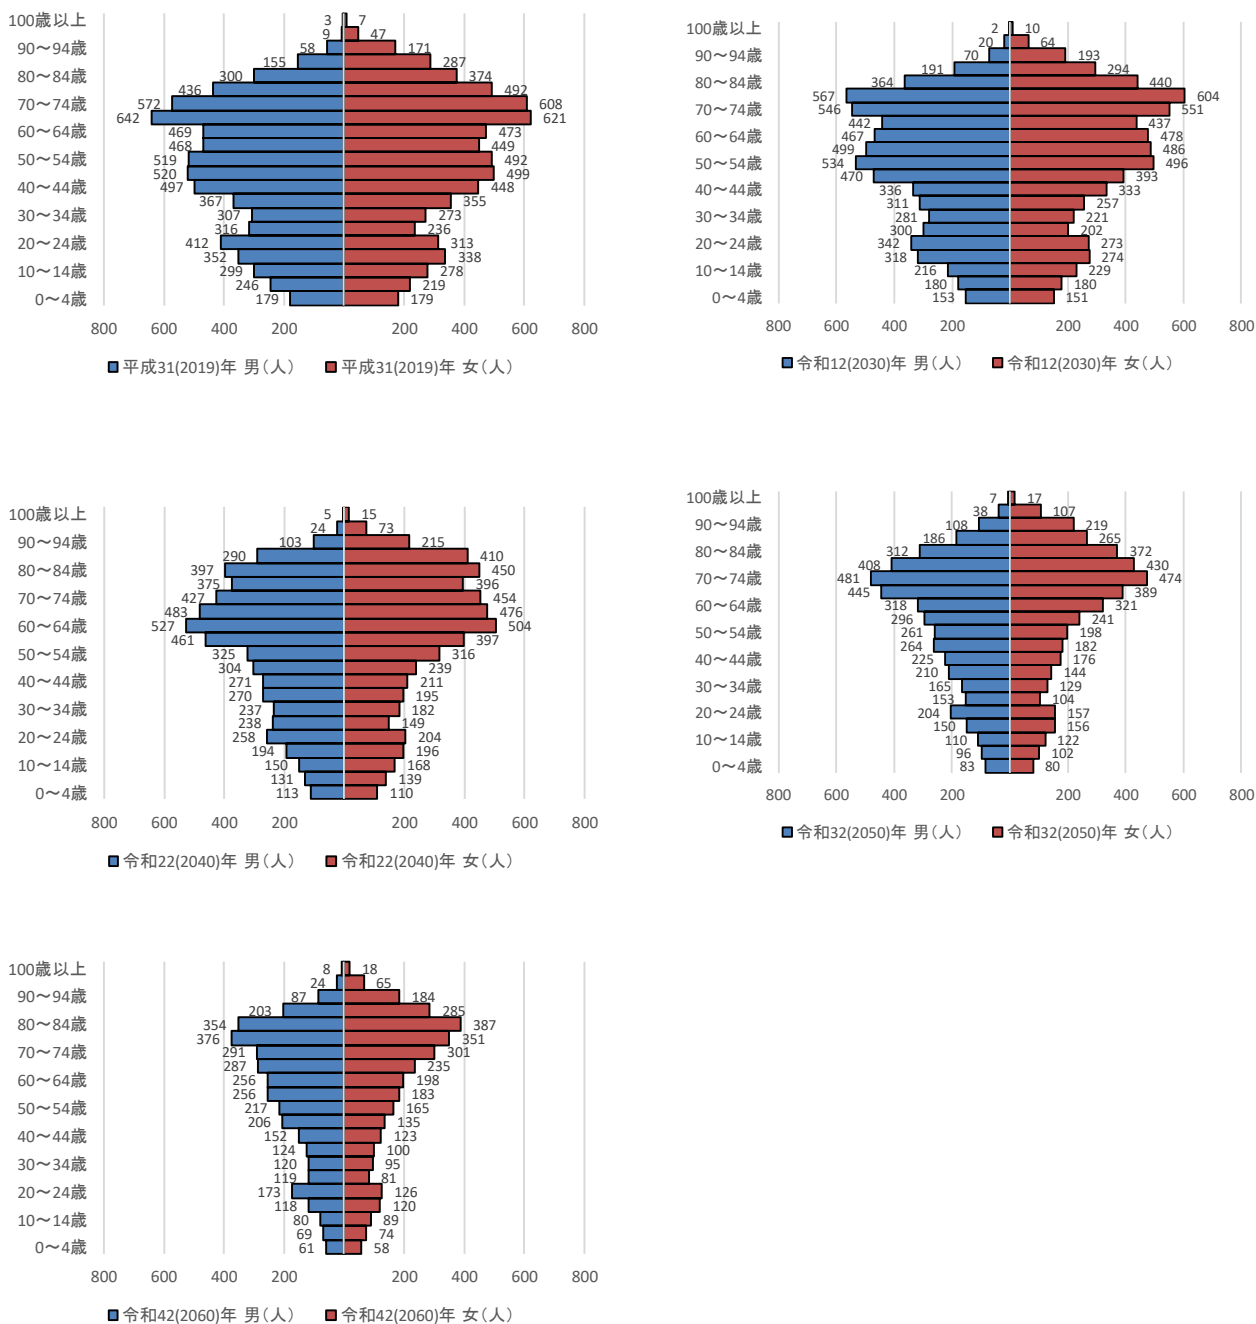 100歳以上 3 7
9 47
90～94歳 58 171
155 287
80～84歳 300 374
436 492
70～74歳 572 608
642 621
60～64歳 469 473
468 449
50～54歳 519 492
520 499
40～44歳 497 448
367 355
30～34歳 307 273
316 236
20～24歳 412 313
352 338
10～14歳 299 278
246 219
0～4歳 179 179
800 600 400 200 200 400 600 800
平成31(2019)年 男(人) 平成31(2019)年 女(人)
100歳以上 2 10
20 64
90～94歳 70 193
191 294
80～84歳 364 440
567 604
70～74歳 546 551
442 437
60～64歳 467 478
499 486
50～54歳 534 496
470 393
40～44歳 336 333
311 257
30～34歳 281 221
300 202
20～24歳 342 273
318 274
10～14歳 216 229
180 180
0～4歳 153 151
800 600 400 200 200 400 600 800
令和12(2030)年 男(人) 令和12(2030)年 女(人)
100歳以上 5 15
24 73
90～94歳 103 215
290 410
80～84歳 397 450
375 396
70～74歳 427 454
483 476
60～64歳 527 504
461 397
50～54歳 325 316
304 239
40～44歳 271 211
270 195
30～34歳 237 182
238 149
20～24歳 258 204
194 196
10～14歳 150 168
131 139
0～4歳 113 110
800 600 400 200 200 400 600 800
令和22(2040)年 男(人) 令和22(2040)年 女(人)
100歳以上 7 17
38 107
90～94歳 108 219
186 265
80～84歳 312 372
408 430
70～74歳 481 474
445 389
60～64歳 318 321
296 241
50～54歳 261 198
264 182
40～44歳 225 176
210 144
30～34歳 165 129
153 104
20～24歳 204 157
150 156
10～14歳 110 122
96 102
0～4歳 83 80
800 600 400 200 200 400 600 800
令和32(2050)年 男(人) 令和32(2050)年 女(人)
100歳以上 8 18
24 65
90～94歳 87 184
203 285
80～84歳 354 387
376 351
70～74歳 291 301
287 235
60～64歳 256 198
256 183
50～54歳 217 165
206 135
40～44歳 152 123
124 100
30～34歳 120 95
119 81
20～24歳 173 126
118 120
10～14歳 80 89
69 74
0～4歳 61 58
800 600 400 200 200 400 600 800
令和42(2060)年 男(人) 令和42(2060)年 女(人)